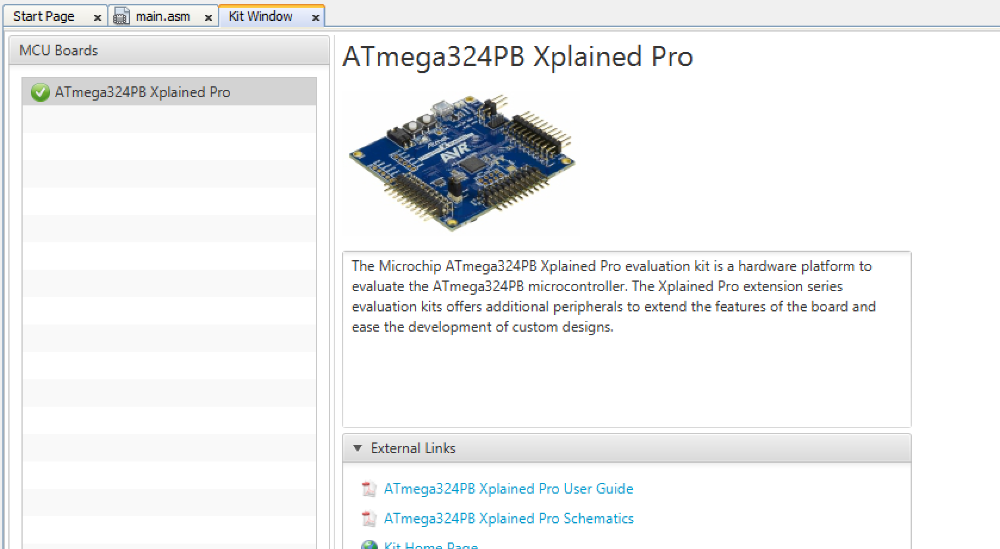 Start Page
main.asm
Kit Window
MCU Boards
ATmega324PB Xplained Pro
ATmega324PB Xplained Pro
Atmel
AVR
The Microchip ATmega324PB Xplained Pro evaluation kit is a hardware platform to
evaluate the ATmega324PB microcontroller. The Xplained Pro extension series
evaluation kits offers additional peripherals to extend the features of the board and
ease the development of custom designs.
External Links
ATmega324PB Xplained Pro User Guide
ATmega324PB Xplained Pro Schematics
Kit Home Page